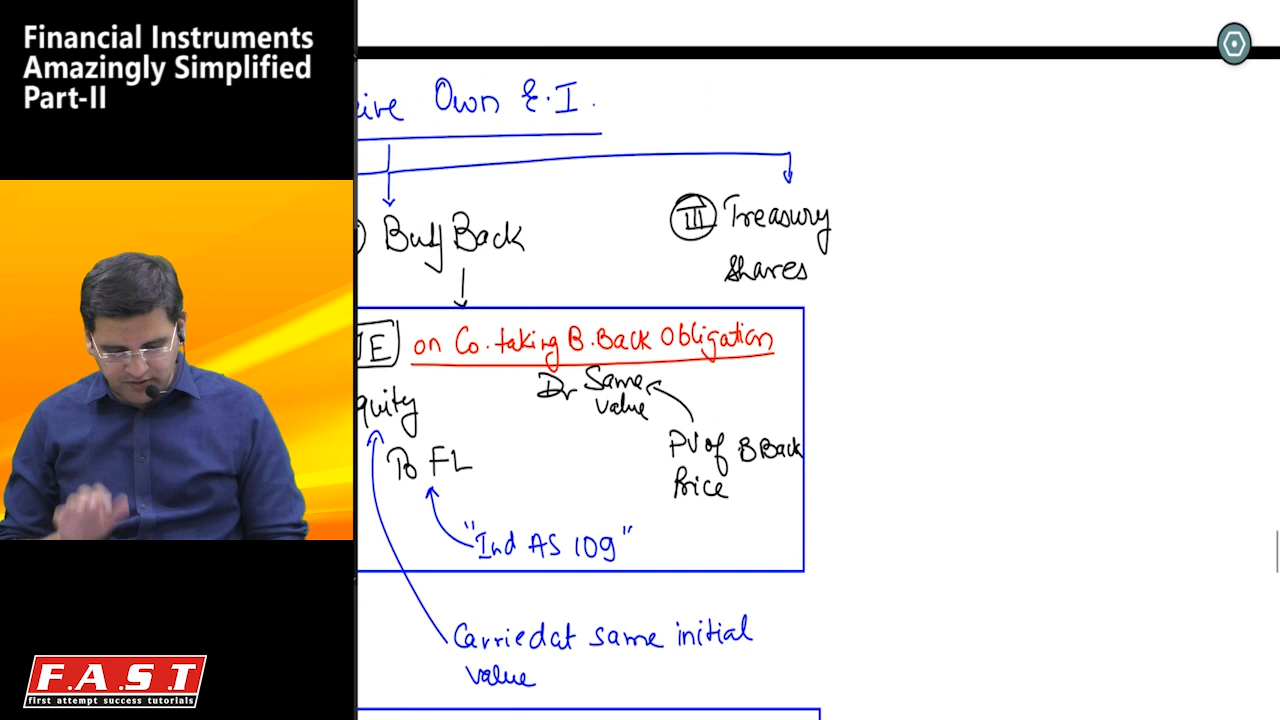 Financial Instruments
Amazingly Simplified
Part-II
Own E.I.
Buy Back
III Treasury
shares
on Co. taking B.Back Obligation
Dr Same
value
PV of B Back
Price
To FL
"Ind AS 109"
Carried at same initial
value
F.A.S.T
first attempt success tutorials